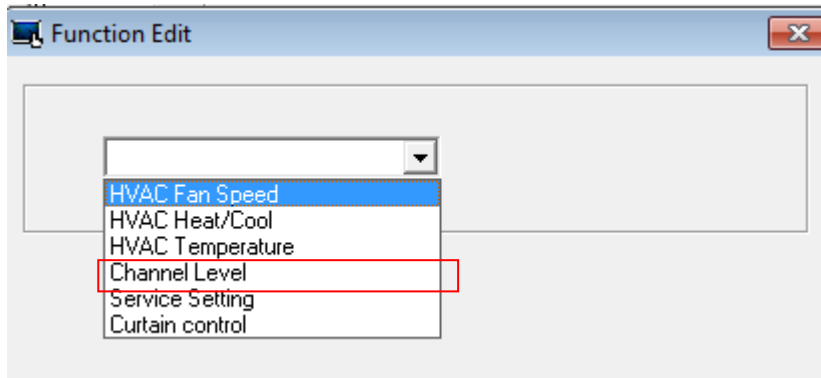 Function Edit
HVAC Fan Speed
HVAC Heat/Cool
HVAC Temperature
Channel Level
Service Setting
Curtain control